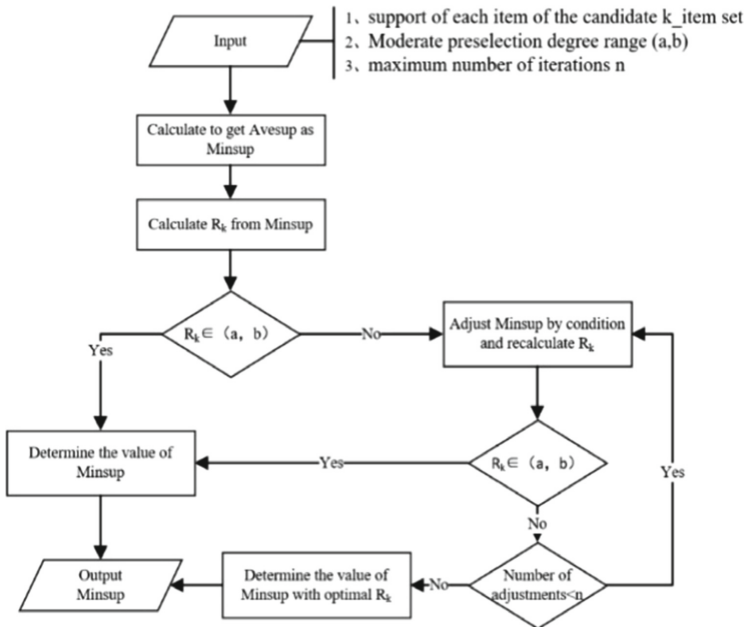 Input
1、support of each item of the candidate k_item set
2、Moderate preselection degree range (a,b)
3、maximum number of iterations n
Calculate to get Avesup as
Minsup
Calculate Rk from Minsup
Rk∈ (a, b)
No
Adjust Minsup by condition
and recalculate Rk
Yes
Determine the value of
Minsup
Yes
Rk∈ (a, b)
Yes
No
Output
Minsup
Determine the value of
Minsup with optimal Rk
No
Number of
adjustments<n